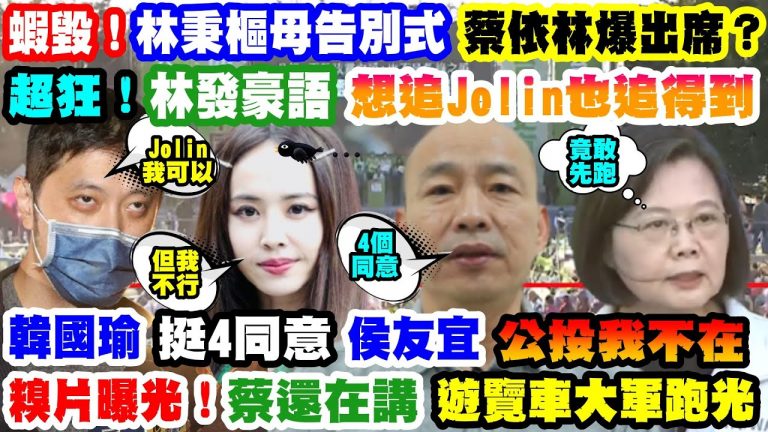 蝦毀！林秉樞母告別式 蔡依林爆出席？
超狂！林發豪語 想追Jolin也追得到
Jolin
我可以
但我
不行
4個
同意
竟敢
先跑
韓國瑜 挺4同意 侯友宜 公投我不在
糗片曝光！蔡還在講 遊覽車大軍跑光